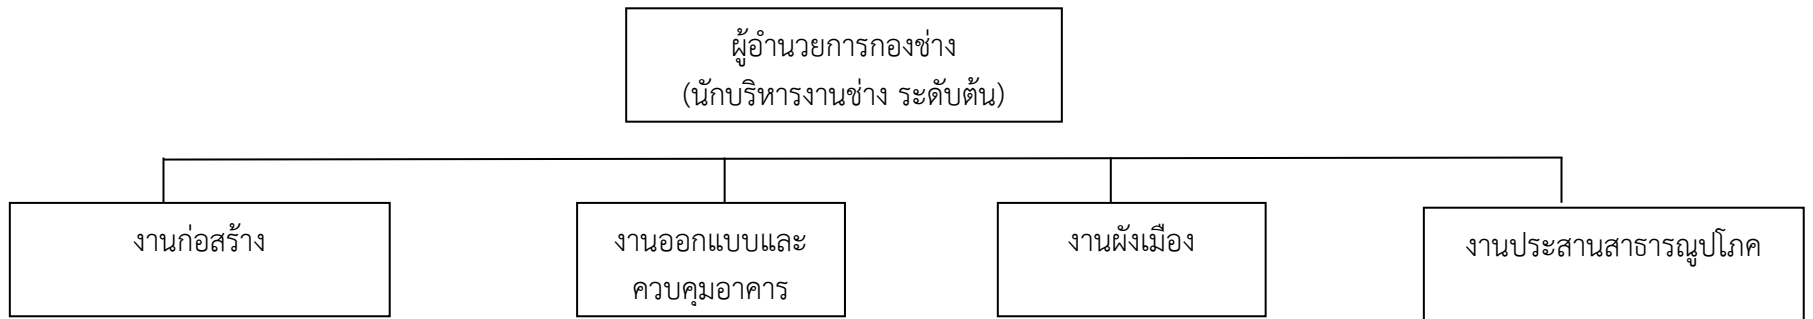 ผู้อำนวยการกองช่าง
(นักบริหารงานช่าง ระดับต้น)
งานก่อสร้าง
งานออกแบบและ
ควบคุมอาคาร
งานผังเมือง
งานประสานสาธารณูปโภค